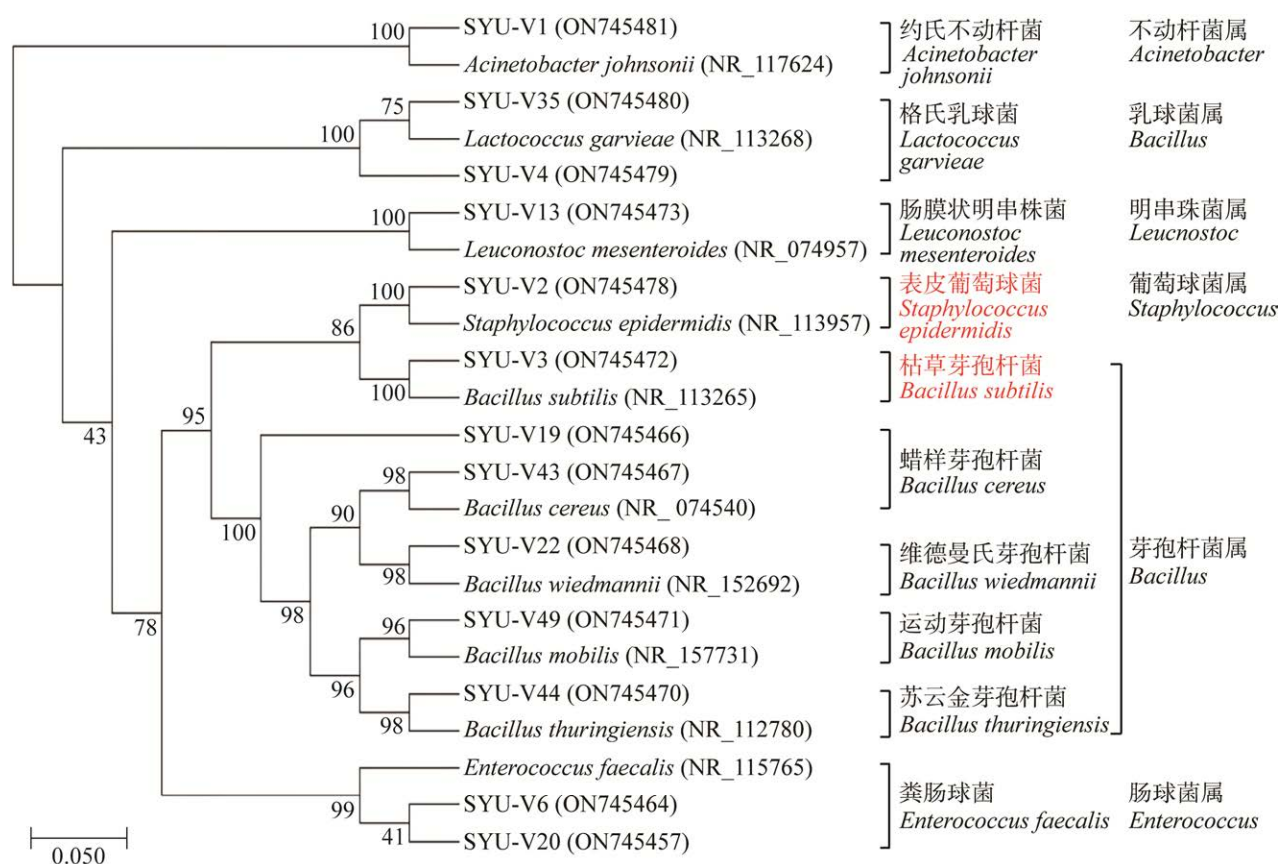 100
SYU-V1 (ON745481)
Acinetobacter johnsonii (NR_117624)
约氏不动杆菌
Acinetobacter
johnsonii
不动杆菌属
Acinetobacter
75
100
SYU-V35 (ON745480)
Lactococcus garvieae (NR_113268)
SYU-V4 (ON745479)
格氏乳球菌
Lactococcus
garvieae
乳球菌属
Bacillus
100
SYU-V13 (ON745473)
Leuconostoc mesenteroides (NR_074957)
肠膜状明串株菌
Leuconostoc
mesenteroides
明串珠菌属
Leucnostoc
100
86
SYU-V2 (ON745478)
Staphylococcus epidermidis (NR_113957)
表皮葡萄球菌
Staphylococcus
epidermidis
葡萄球菌属
Staphylococcus
100
SYU-V3 (ON745472)
Bacillus subtilis (NR_113265)
枯草芽孢杆菌
Bacillus subtilis
95
43
SYU-V19 (ON745466)
98
SYU-V43 (ON745467)
Bacillus cereus (NR_ 074540)
蜡样芽孢杆菌
Bacillus cereus
90
100
98
SYU-V22 (ON745468)
Bacillus wiedmannii (NR_152692)
维德曼氏芽孢杆菌
Bacillus wiedmannii
芽孢杆菌属
Bacillus
98
78
96
SYU-V49 (ON745471)
Bacillus mobilis (NR_157731)
运动芽孢杆菌
Bacillus mobilis
96
98
SYU-V44 (ON745470)
Bacillus thuringiensis (NR_112780)
苏云金芽孢杆菌
Bacillus thuringiensis
99
41
Enterococcus faecalis (NR_115765)
SYU-V6 (ON745464)
SYU-V20 (ON745457)
粪肠球菌
Enterococcus faecalis
肠球菌属
Enterococcus
0.050